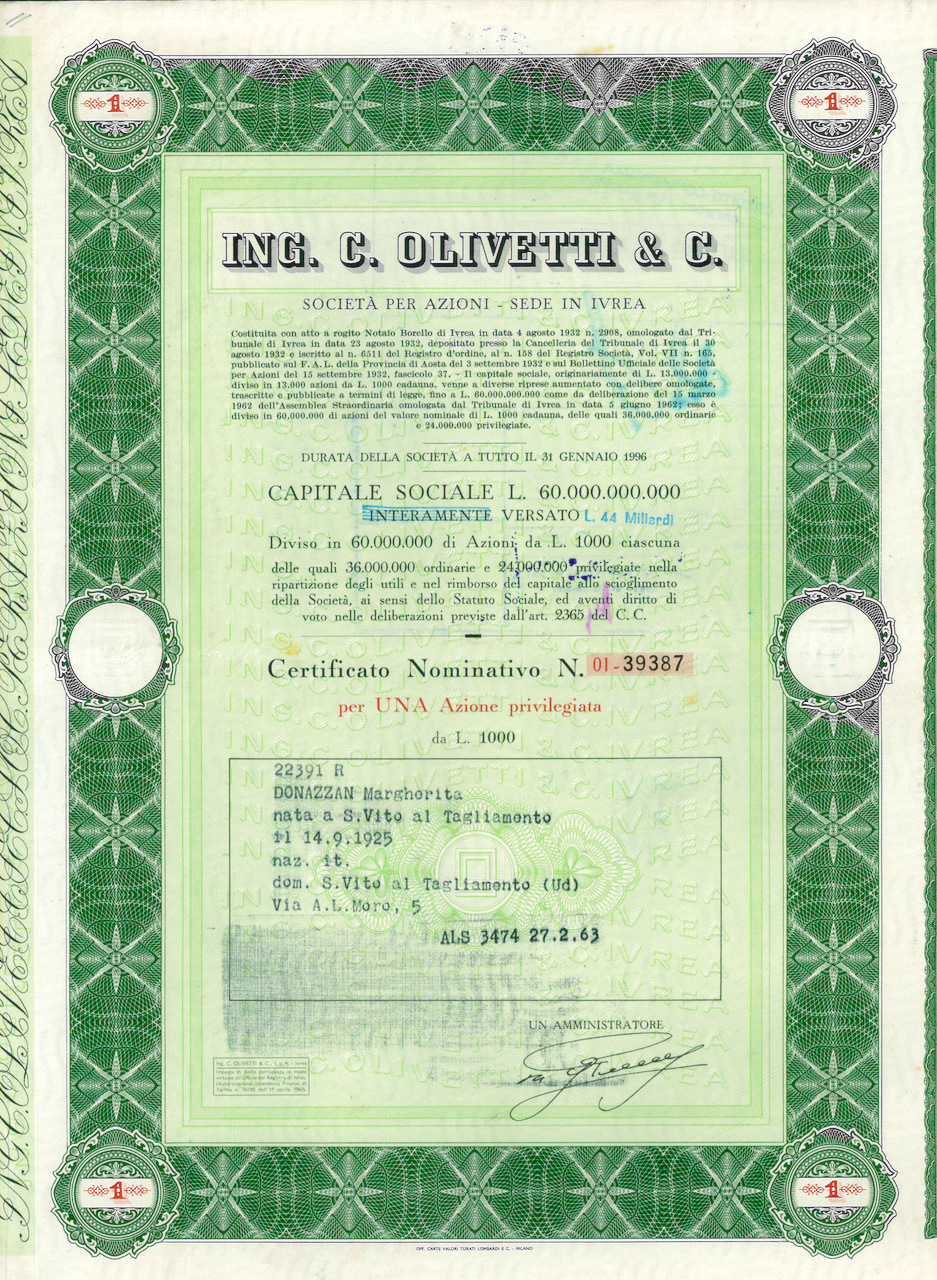 1
1
ING. C. OLIVETTI & C.
SOCIETÀ PER AZIONI - SEDE IN IVREA
Costituita con atto a rogito Notaio Borello di Ivrea in data 4 agosto 1932 n. 2908, omologato dal Tri-
bunale di Ivrea in data 23 agosto 1932, depositato presso la Cancelleria del Tribunale di Ivrea il 30
agosto 1932 e iscritto al n. 6511 del Registro d'ordine, al n. 158 del Registro Società, Vol. VII n. 165,
pubblicato sul F. A. L. della Provincia di Aosta del 3 settembre 1932 e sul Bollettino Ufficiale delle Società
per Azioni del 15 settembre 1932, fascicolo 37. - Il capitale sociale, originariamente di L. 13.000.000 -
diviso in 13.000 azioni da L. 1000 cadauna, venne a diverse riprese aumentato con delibere omologate,
trascritte e pubblicate a termini di legge, fino a L. 60.000.000.000 come da deliberazione del 15 marzo
1962 dell'Assemblea Straordinaria omologata dal Tribunale di Ivrea in data 5 giugno 1962; esso è
diviso in 60.000.000 di azioni del valore nominale di L. 1000 cadauna, delle quali 36.000.000 ordinarie
e 24.000.000 privilegiate.
DURATA DELLA SOCIETÀ A TUTTO IL 31 GENNAIO 1996
CAPITALE SOCIALE L. 60.000.000.000
INTERAMENTE VERSATO L. 44 Miliardi
Diviso in 60.000.000 di Azioni da L. 1000 ciascuna
delle quali 36.000.000 ordinarie e 24.000.000 privilegiate nella
ripartizione degli utili e nel rimborso del capitale allo scioglimento
della Società, ai sensi dello Statuto Sociale, ed aventi diritto di
voto nelle deliberazioni previste dall'art. 2365 del C. C.
Certificato Nominativo N. 01-39387
per UNA Azione privilegiata
da L. 1000
22391 R
DONAZZAN Margherita
nata a S.Vito al Tagliamento
il 14.9.1925
naz. it.
dom. S.Vito al Tagliamento (Ud)
Via A.L.Moro, 5
ALS 3474 27.2.63
UN AMMINISTRATORE
Ing. C. OLIVETTI & C., S. p. A. - Ivrea
1
1
OFF. CARTE VALORI TURATI LOMBARDI E C. - MILANO